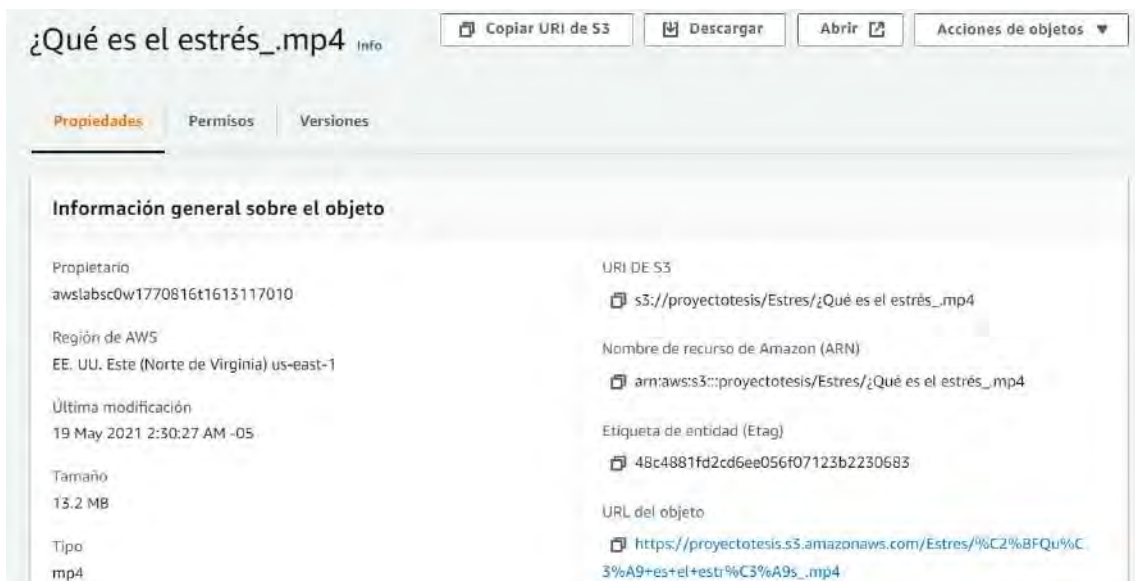 ¿Qué es el estrés_.mp4 Info
Copiar URI de S3
Descargar
Abrir
Acciones de objetos
Propiedades
Permisos
Versiones
Información general sobre el objeto
Propietario
awslabsc0w1770816t1613117010
Región de AWS
EE. UU. Este (Norte de Virginia) us-east-1
Última modificación
19 May 2021 2:30:27 AM -05
Tamaño
13.2 MB
Tipo
mp4
URI DE S3
s3://proyectotesis/Estres/¿Qué es el estrés_.mp4
Nombre de recurso de Amazon (ARN)
arn:aws:s3:::proyectotesis/Estres/¿Qué es el estrés_.mp4
Etiqueta de entidad (Etag)
48c4881fd2cd6ee056f07123b2230683
URL del objeto
https://proyectotesis.s3.amazonaws.com/Estres/%C2%BFQu%C
3%A9+es+el+estr%C3%A9s_.mp4